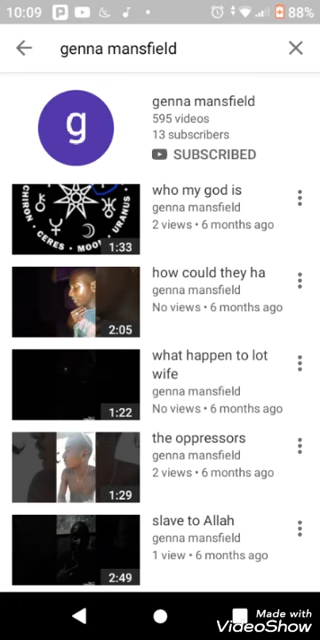 10:09
88%
genna mansfield
g
genna mansfield
595 videos
13 subscribers
SUBSCRIBED
CHIRON • CERES • MOON • URANUS •
1:33
who my god is
genna mansfield
2 views • 6 months ago
2:05
how could they ha
genna mansfield
No views • 6 months ago
1:22
what happen to lot
wife
genna mansfield
No views • 6 months ago
1:29
the oppressors
genna mansfield
2 views • 6 months ago
2:49
slave to Allah
genna mansfield
1 view • 6 months ago
Made with
VideoShow